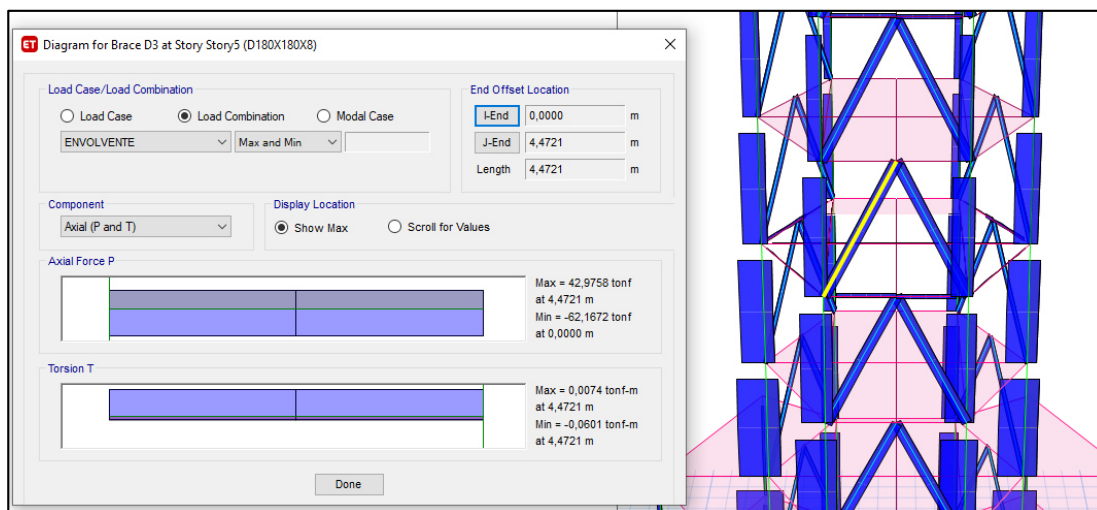 ET Diagram for Brace D3 at Story Story5 (D180X180X8)
Load Case/Load Combination
Load Case Load Combination Modal Case
ENVOLVENTE Max and Min
End Offset Location
I-End 0,0000 m
J-End 4,4721 m
Length 4,4721 m
Component
Axial (P and T)
Display Location
Show Max Scroll for Values
Axial Force P
Max = 42,9758 tonf
at 4,4721 m
Min = -62,1672 tonf
at 0,0000 m
Torsion T
Max = 0,0074 tonf-m
at 4,4721 m
Min = -0,0601 tonf-m
at 4,4721 m
Done